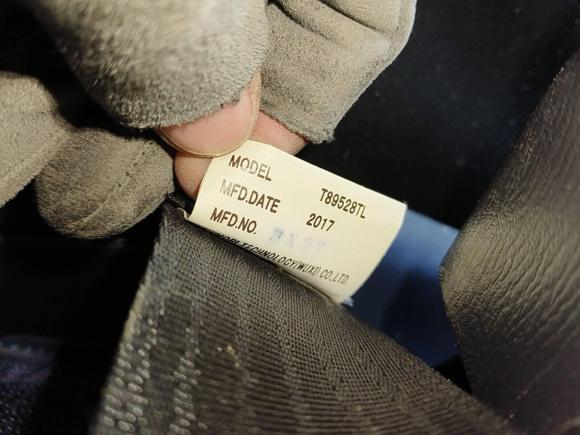 MODEL T89528TL
MFD.DATE 2017
MFD.NO.
TECHNOLOGY(WUXI) CO.,LTD.